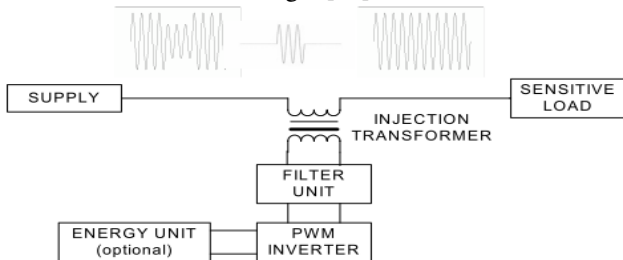 SUPPLY
SENSITIVE
LOAD
INJECTION
TRANSFORMER
FILTER
UNIT
ENERGY UNIT
(optional)
PWM
INVERTER